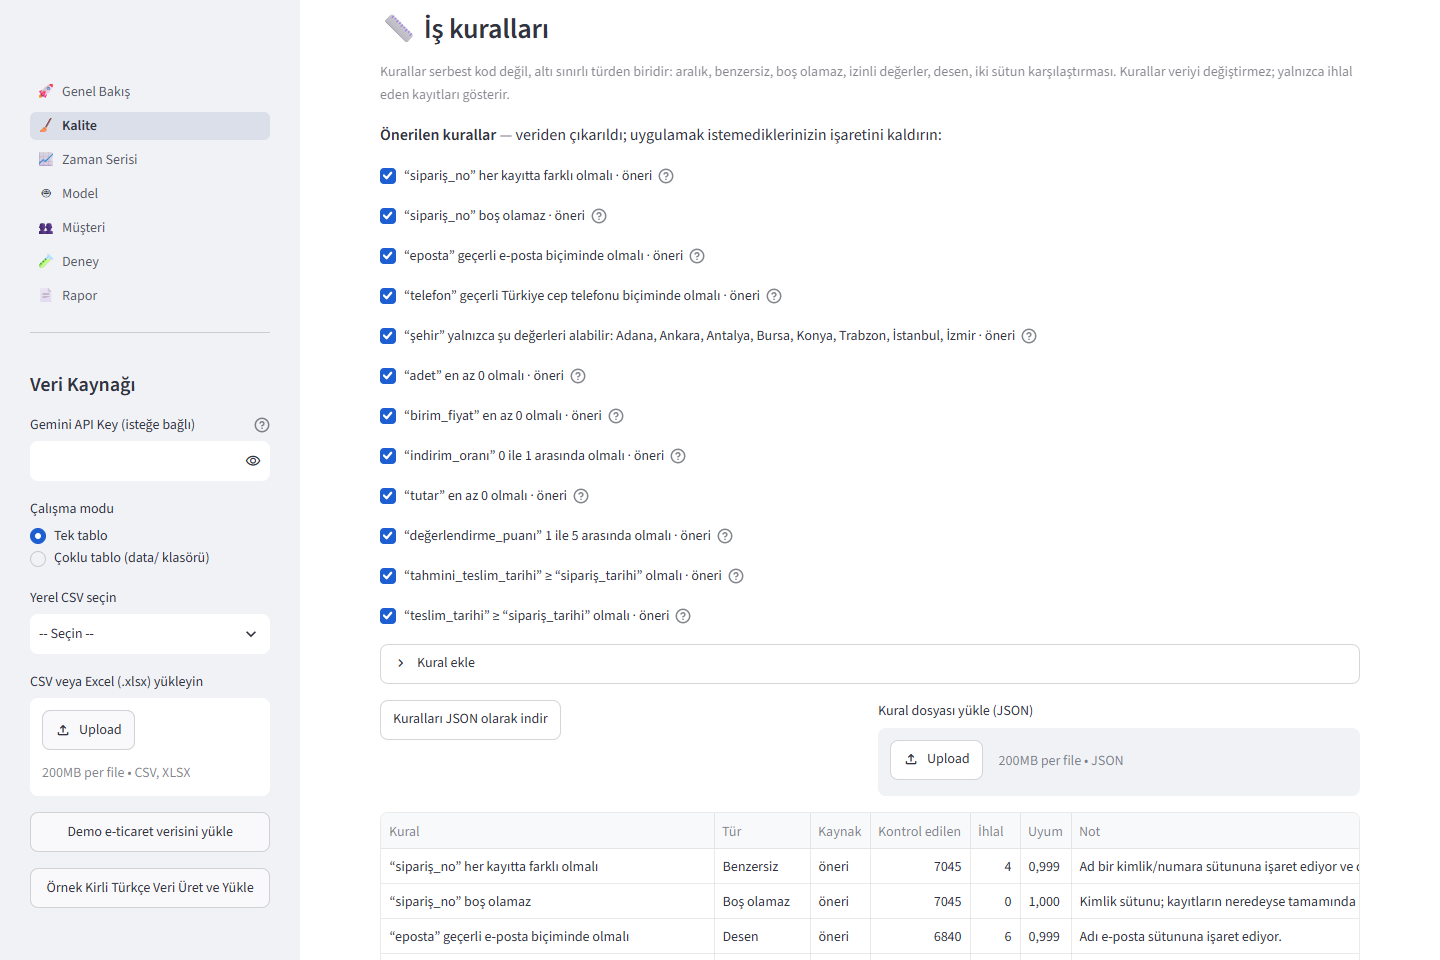 Genel Bakış
Kalite
Zaman Serisi
Model
Müşteri
Deney
Rapor
Veri Kaynağı
Gemini API Key (isteğe bağlı)
Çalışma modu
Tek tablo
Çoklu tablo (data/ klasörü)
Yerel CSV seçin
-- Seçin --
CSV veya Excel (.xlsx) yükleyin
Upload
200MB per file • CSV, XLSX
Demo e-ticaret verisini yükle
Örnek Kirli Türkçe Veri Üret ve Yükle
İş kuralları
Kurallar serbest kod değil, altı sınırlı türden biridir: aralık, benzersiz, boş olamaz, izinli değerler, desen, iki sütun karşılaştırması. Kurallar veriyi değiştirmez; yalnızca ihlal
eden kayıtları gösterir.
Önerilen kurallar — veriden çıkarıldı; uygulamak istemediklerinizin işaretini kaldırın:
“sipariş_no” her kayıtta farklı olmalı · öneri
“sipariş_no” boş olamaz · öneri
“eposta” geçerli e-posta biçiminde olmalı · öneri
“telefon” geçerli Türkiye cep telefonu biçiminde olmalı · öneri
“şehir” yalnızca şu değerleri alabilir: Adana, Ankara, Antalya, Bursa, Konya, Trabzon, İstanbul, İzmir · öneri
“adet” en az 0 olmalı · öneri
“birim_fiyat” en az 0 olmalı · öneri
“indirim_oranı” 0 ile 1 arasında olmalı · öneri
“tutar” en az 0 olmalı · öneri
“değerlendirme_puanı” 1 ile 5 arasında olmalı · öneri
“tahmini_teslim_tarihi” ≥ “sipariş_tarihi” olmalı · öneri
“teslim_tarihi” ≥ “sipariş_tarihi” olmalı · öneri
Kural ekle
Kuralları JSON olarak indir
Kural dosyası yükle (JSON)
Upload
200MB per file • JSON
Kural Tür Kaynak Kontrol edilen İhlal Uyum Not
“sipariş_no” her kayıtta farklı olmalı Benzersiz öneri 7045 4 0,999 Ad bir kimlik/numara sütununa işaret ediyor ve
“sipariş_no” boş olamaz Boş olamaz öneri 7045 0 1,000 Kimlik sütunu; kayıtların neredeyse tamamında
“eposta” geçerli e-posta biçiminde olmalı Desen öneri 6840 6 0,999 Adı e-posta sütununa işaret ediyor.